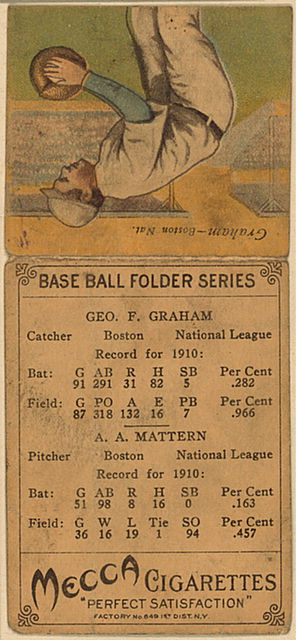 Graham—Boston Nat.
BASE BALL FOLDER SERIES
GEO. F. GRAHAM
Catcher Boston National League
Record for 1910:
Bat: G AB R H SB Per Cent
91 291 31 82 5 .282
Field: G PO A E PB Per Cent
87 318 132 16 7 .966
A. A. MATTERN
Pitcher Boston National League
Record for 1910:
Bat: G AB R H SB Per Cent
51 98 8 16 0 .163
Field: G W L Tie SO Per Cent
36 16 19 1 94 .457
MECCA CIGARETTES
"PERFECT SATISFACTION"
FACTORY No. 649 1ST DIST. N.Y.